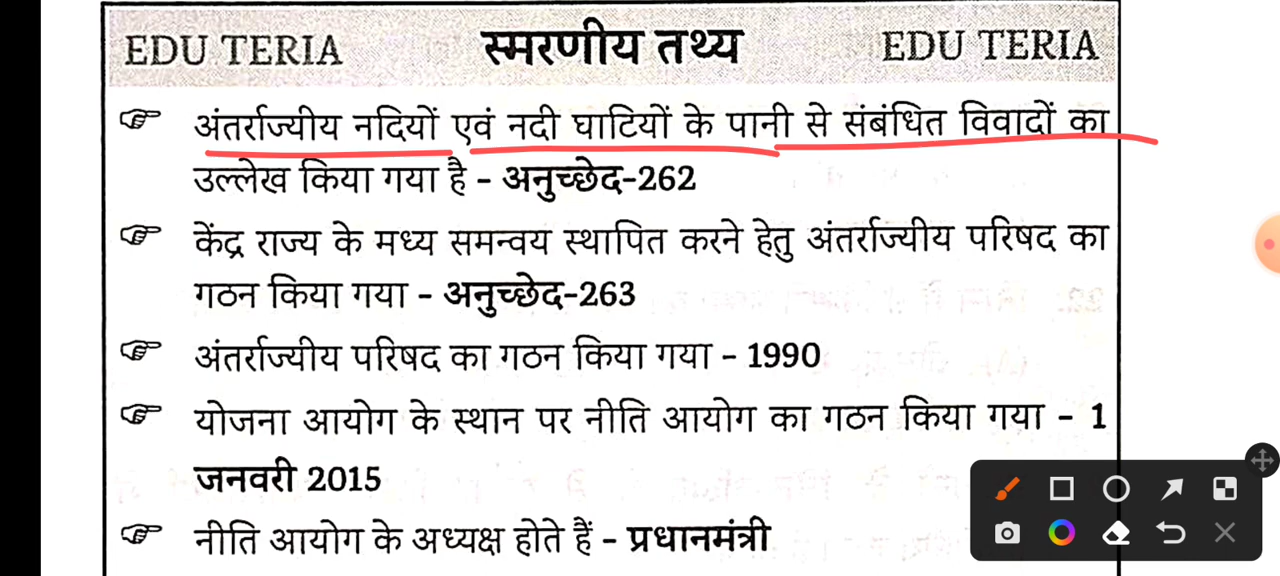 EDU TERIA स्मरणीय तथ्य EDU TERIA
☞ अंतर्राज्यीय नदियों एवं नदी घाटियों के पानी से संबंधित विवादों का
उल्लेख किया गया है - अनुच्छेद-262
☞ केंद्र राज्य के मध्य समन्वय स्थापित करने हेतु अंतर्राज्यीय परिषद का
गठन किया गया - अनुच्छेद-263
☞ अंतर्राज्यीय परिषद का गठन किया गया - 1990
☞ योजना आयोग के स्थान पर नीति आयोग का गठन किया गया - 1
जनवरी 2015
☞ नीति आयोग के अध्यक्ष होते हैं - प्रधानमंत्री